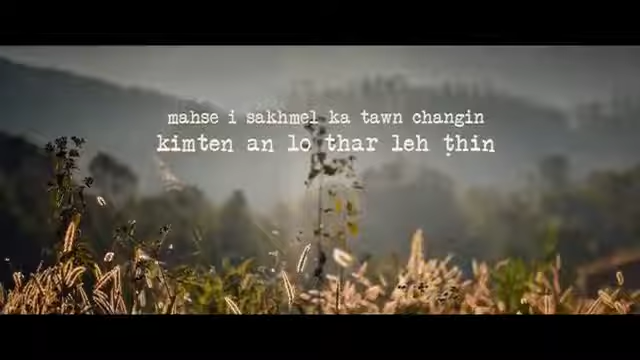 mahse i sakhmel ka tawn changin
kimten an lo thar leh ṭhin